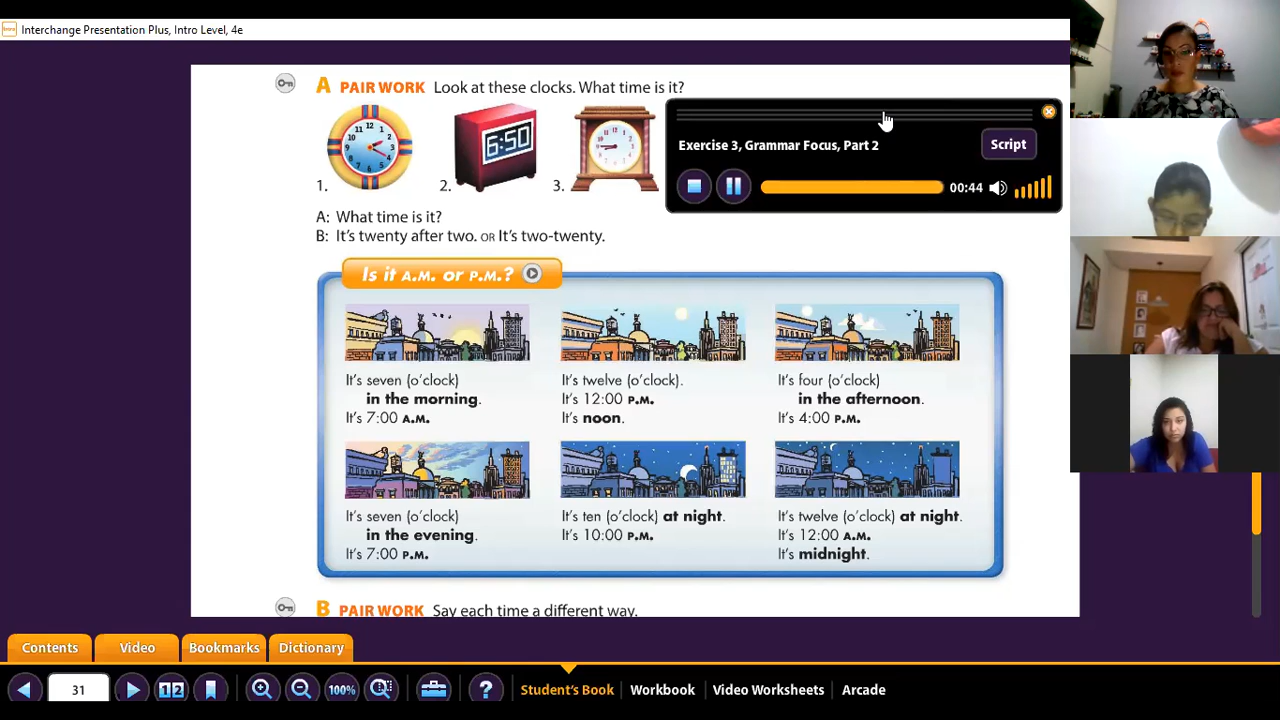 Interchange Presentation Plus, Intro Level, 4e
A PAIR WORK Look at these clocks. What time is it?
6:50
1.
2.
3.
Exercise 3, Grammar Focus, Part 2
Script
00:44
A: What time is it?
B: It's twenty after two. OR It's two-twenty.
Is it A.M. or P.M.?
It's seven (o'clock)
in the morning.
It's 7:00 A.M.
It's twelve (o'clock).
It's 12:00 P.M.
It's noon.
It's four (o'clock)
in the afternoon.
It's 4:00 P.M.
It's seven (o'clock)
in the evening.
It's 7:00 P.M.
It's ten (o'clock) at night.
It's 10:00 P.M.
It's twelve (o'clock) at night.
It's 12:00 A.M.
It's midnight.
B PAIR WORK Say each time a different way.
Contents
Video
Bookmarks
Dictionary
31
1 2
100%
?
Student's Book
Workbook
Video Worksheets
Arcade